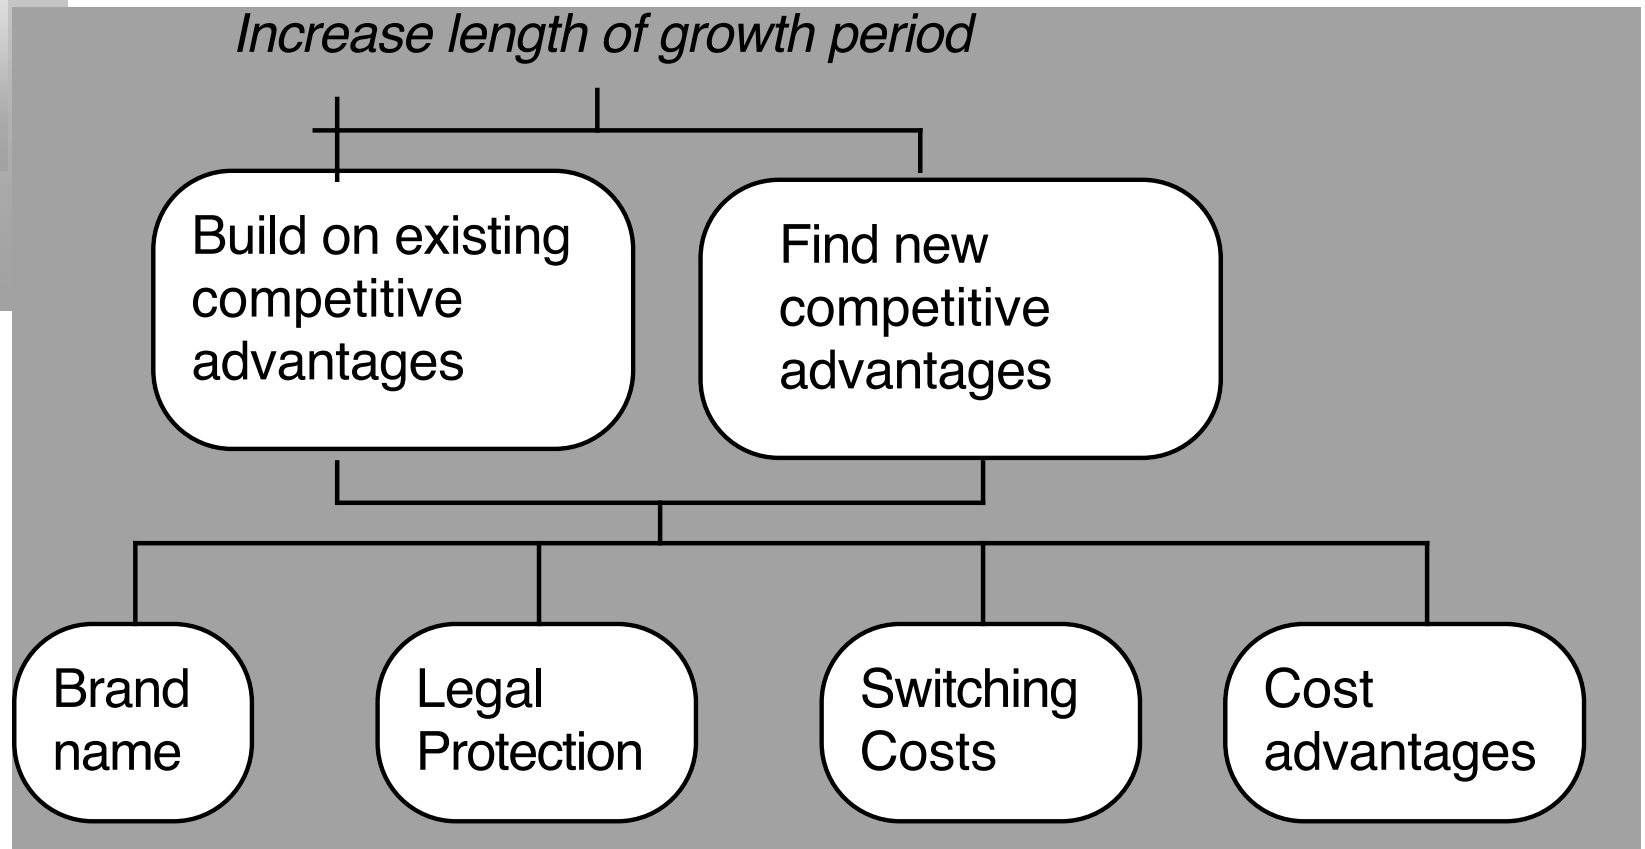 Increase length of growth period
Build on existing
competitive
advantages
Find new
competitive
advantages
Brand
name
Legal
Protection
Switching
Costs
Cost
advantages